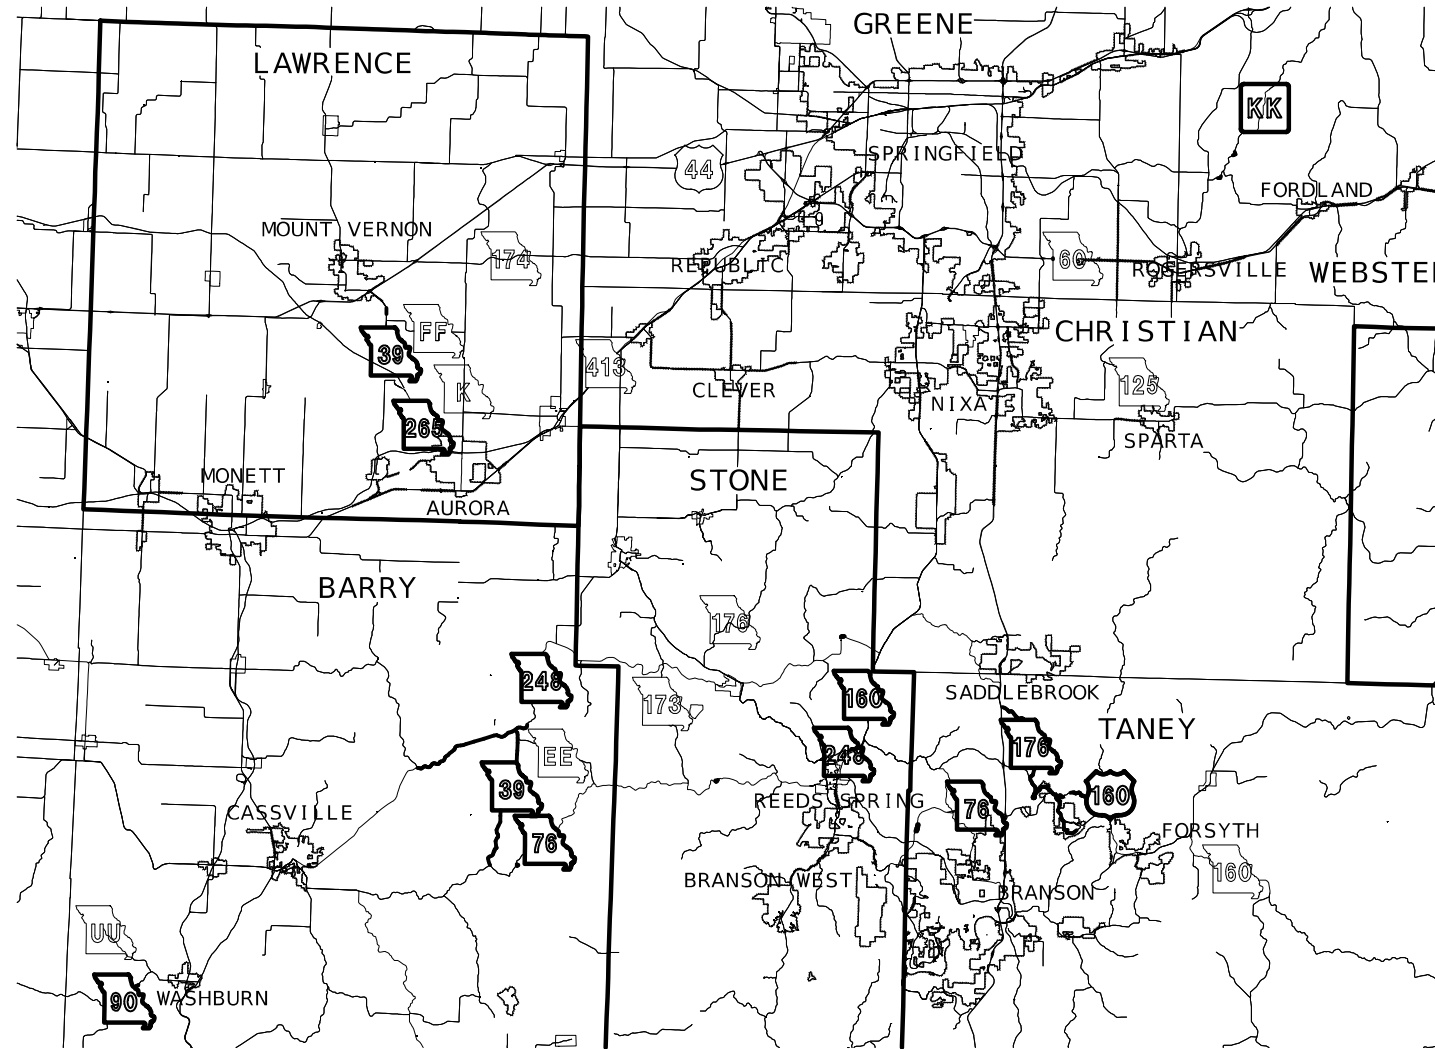 GREENE
LAWRENCE
KK
SPRINGFIELD
44
FORDLAND
9
MOUNT VERNON
174
REPUBLIC
60
ROGERSVILLE
WEBSTE
FF
CHRISTIAN
39
413
K
CLEVER
125
NIXA
265
SPARTA
MONETT
STONE
AURORA
BARRY
176
248
160
SADDLEBROOK
173
TANEY
176
248
EE
39
160
REEDS SPRING
76
CASSVILLE
FORSYTH
76
160
BRANSON WEST
BRANSON
UU
90
WASHBURN